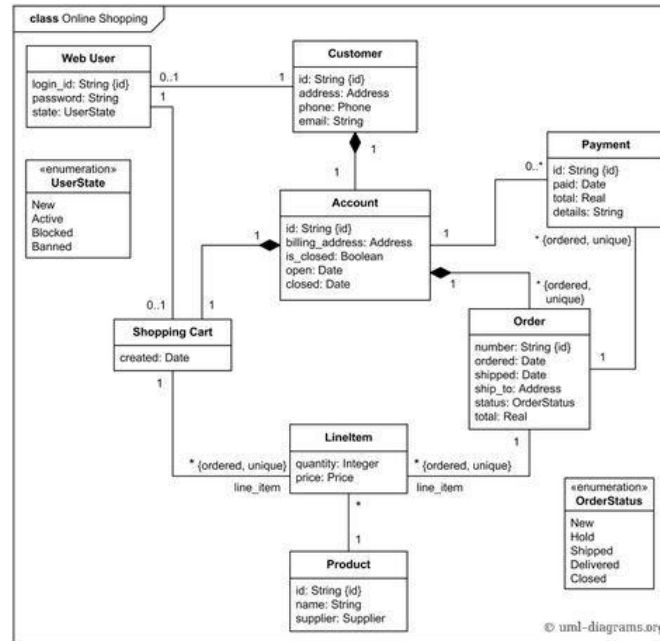 class Online Shopping
Web User
login_id: String {id}
password: String
state: UserState
0..1
1
1
Customer
id: String {id}
address: Address
phone: Phone
email: String
1
1
«enumeration»
UserState
New
Active
Blocked
Banned
Payment
id: String {id}
paid: Date
total: Real
details: String
0..*
* {ordered, unique}
Account
id: String {id}
billing_address: Address
is_closed: Boolean
open: Date
closed: Date
1
1
1
1
0..1
* {ordered,
unique}
Shopping Cart
created: Date
1
Order
number: String {id}
ordered: Date
shipped: Date
ship_to: Address
status: OrderStatus
total: Real
1
1
LineItem
quantity: Integer
price: Price
* {ordered, unique}
line_item
* {ordered, unique}
line_item
*
1
Product
id: String {id}
name: String
supplier: Supplier
«enumeration»
OrderStatus
New
Hold
Shipped
Delivered
Closed
© uml-diagrams.org